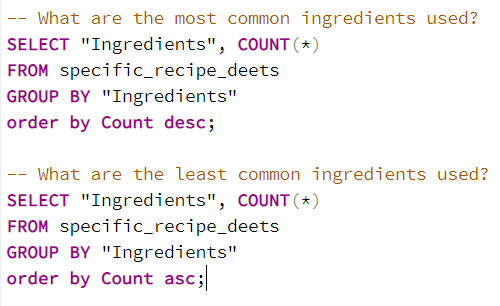 -- What are the most common ingredients used?
SELECT "Ingredients", COUNT(*)
FROM specific_recipe_deets
GROUP BY "Ingredients"
order by Count desc;
-- What are the least common ingredients used?
SELECT "Ingredients", COUNT(*)
FROM specific_recipe_deets
GROUP BY "Ingredients"
order by Count asc;